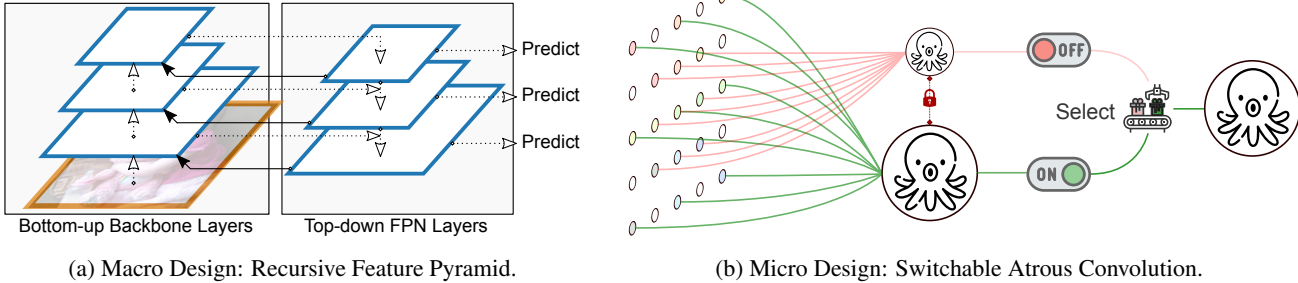 Predict
Predict
Predict
Bottom-up Backbone Layers
Top-down FPN Layers
(a) Macro Design: Recursive Feature Pyramid.
OFF
Select
ON
(b) Micro Design: Switchable Atrous Convolution.